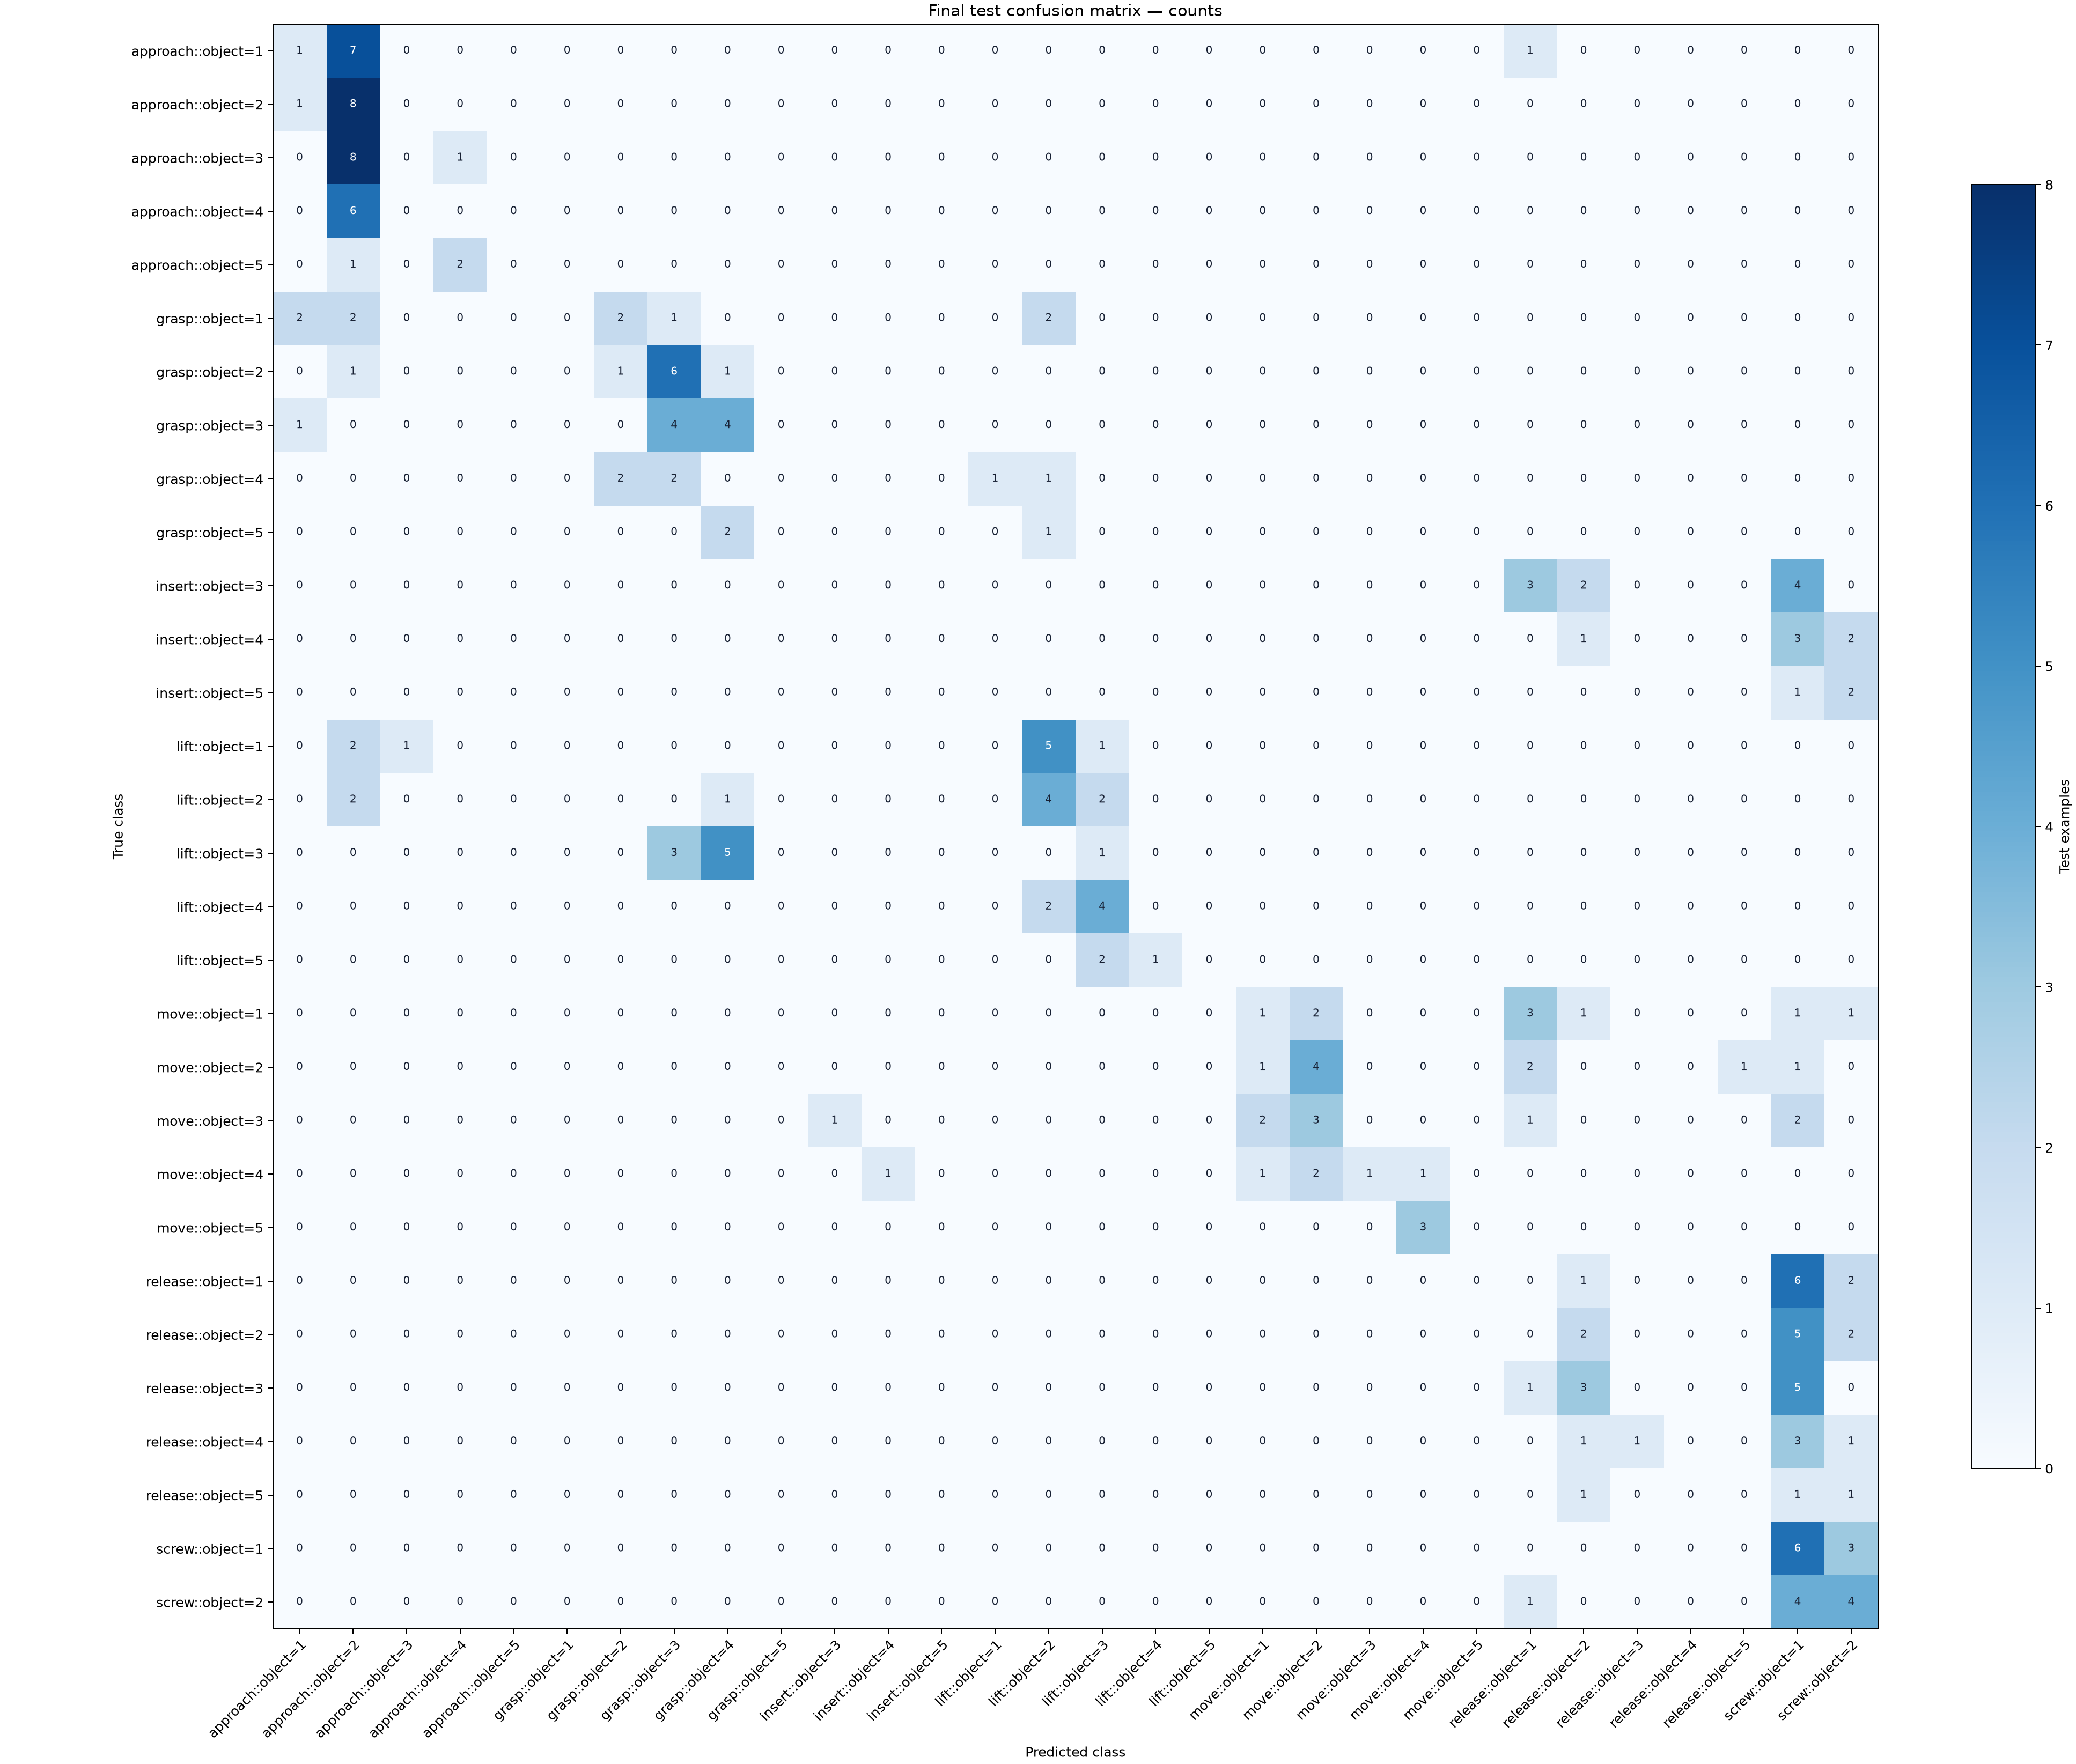 Final test confusion matrix — counts
approach::object=1 1 7 0 0 0 0 0 0 0 0 0 0 0 0 0 0 0 0 0 0 0 0 0 1 0 0 0 0 0 0
approach::object=2 1 8 0 0 0 0 0 0 0 0 0 0 0 0 0 0 0 0 0 0 0 0 0 0 0 0 0 0 0 0
approach::object=3 0 8 0 1 0 0 0 0 0 0 0 0 0 0 0 0 0 0 0 0 0 0 0 0 0 0 0 0 0 0
approach::object=4 0 6 0 0 0 0 0 0 0 0 0 0 0 0 0 0 0 0 0 0 0 0 0 0 0 0 0 0 0 0
approach::object=5 0 1 0 2 0 0 0 0 0 0 0 0 0 0 0 0 0 0 0 0 0 0 0 0 0 0 0 0 0 0
grasp::object=1 2 2 0 0 0 0 2 1 0 0 0 0 0 0 2 0 0 0 0 0 0 0 0 0 0 0 0 0 0 0
grasp::object=2 0 1 0 0 0 0 1 6 1 0 0 0 0 0 0 0 0 0 0 0 0 0 0 0 0 0 0 0 0 0
grasp::object=3 1 0 0 0 0 0 0 4 4 0 0 0 0 0 0 0 0 0 0 0 0 0 0 0 0 0 0 0 0 0
grasp::object=4 0 0 0 0 0 0 2 2 0 0 0 0 0 1 1 0 0 0 0 0 0 0 0 0 0 0 0 0 0 0
grasp::object=5 0 0 0 0 0 0 0 0 2 0 0 0 0 0 1 0 0 0 0 0 0 0 0 0 0 0 0 0 0 0
insert::object=3 0 0 0 0 0 0 0 0 0 0 0 0 0 0 0 0 0 0 0 0 0 0 0 3 2 0 0 0 4 0
insert::object=4 0 0 0 0 0 0 0 0 0 0 0 0 0 0 0 0 0 0 0 0 0 0 0 0 1 0 0 0 3 2
insert::object=5 0 0 0 0 0 0 0 0 0 0 0 0 0 0 0 0 0 0 0 0 0 0 0 0 0 0 0 0 1 2
lift::object=1 0 2 1 0 0 0 0 0 0 0 0 0 0 0 5 1 0 0 0 0 0 0 0 0 0 0 0 0 0 0
lift::object=2 0 2 0 0 0 0 0 0 1 0 0 0 0 0 4 2 0 0 0 0 0 0 0 0 0 0 0 0 0 0
lift::object=3 0 0 0 0 0 0 0 3 5 0 0 0 0 0 0 1 0 0 0 0 0 0 0 0 0 0 0 0 0 0
lift::object=4 0 0 0 0 0 0 0 0 0 0 0 0 0 0 2 4 0 0 0 0 0 0 0 0 0 0 0 0 0 0
lift::object=5 0 0 0 0 0 0 0 0 0 0 0 0 0 0 0 2 1 0 0 0 0 0 0 0 0 0 0 0 0 0
move::object=1 0 0 0 0 0 0 0 0 0 0 0 0 0 0 0 0 0 0 1 2 0 0 0 3 1 0 0 0 1 1
move::object=2 0 0 0 0 0 0 0 0 0 0 0 0 0 0 0 0 0 0 1 4 0 0 0 2 0 0 0 1 1 0
move::object=3 0 0 0 0 0 0 0 0 0 0 1 0 0 0 0 0 0 0 2 3 0 0 0 1 0 0 0 0 2 0
move::object=4 0 0 0 0 0 0 0 0 0 0 0 1 0 0 0 0 0 0 1 2 1 1 0 0 0 0 0 0 0 0
move::object=5 0 0 0 0 0 0 0 0 0 0 0 0 0 0 0 0 0 0 0 0 0 3 0 0 0 0 0 0 0 0
release::object=1 0 0 0 0 0 0 0 0 0 0 0 0 0 0 0 0 0 0 0 0 0 0 0 0 1 0 0 0 6 2
release::object=2 0 0 0 0 0 0 0 0 0 0 0 0 0 0 0 0 0 0 0 0 0 0 0 0 2 0 0 0 5 2
release::object=3 0 0 0 0 0 0 0 0 0 0 0 0 0 0 0 0 0 0 0 0 0 0 0 1 3 0 0 0 5 0
release::object=4 0 0 0 0 0 0 0 0 0 0 0 0 0 0 0 0 0 0 0 0 0 0 0 0 1 1 0 0 3 1
release::object=5 0 0 0 0 0 0 0 0 0 0 0 0 0 0 0 0 0 0 0 0 0 0 0 0 1 0 0 0 1 1
screw::object=1 0 0 0 0 0 0 0 0 0 0 0 0 0 0 0 0 0 0 0 0 0 0 0 0 0 0 0 0 6 3
screw::object=2 0 0 0 0 0 0 0 0 0 0 0 0 0 0 0 0 0 0 0 0 0 0 0 1 0 0 0 0 4 4
True class
approach::object=1
approach::object=2
approach::object=3
approach::object=4
approach::object=5
grasp::object=1
grasp::object=2
grasp::object=3
grasp::object=4
grasp::object=5
insert::object=3
insert::object=4
insert::object=5
lift::object=1
lift::object=2
lift::object=3
lift::object=4
lift::object=5
move::object=1
move::object=2
move::object=3
move::object=4
move::object=5
release::object=1
release::object=2
release::object=3
release::object=4
release::object=5
screw::object=1
screw::object=2
Predicted class
8
7
6
5
4
3
2
1
0
Test examples